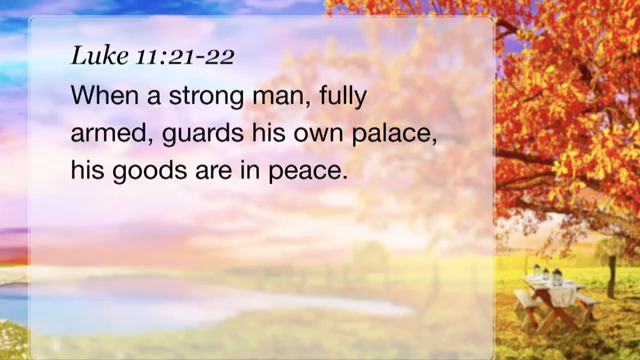 Luke 11:21-22
When a strong man, fully
armed, guards his own palace,
his goods are in peace.